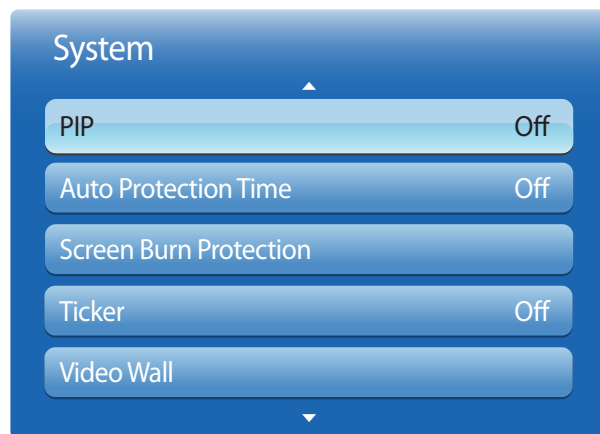 System
PIP Off
Auto Protection Time Off
Screen Burn Protection
Ticker Off
Video Wall